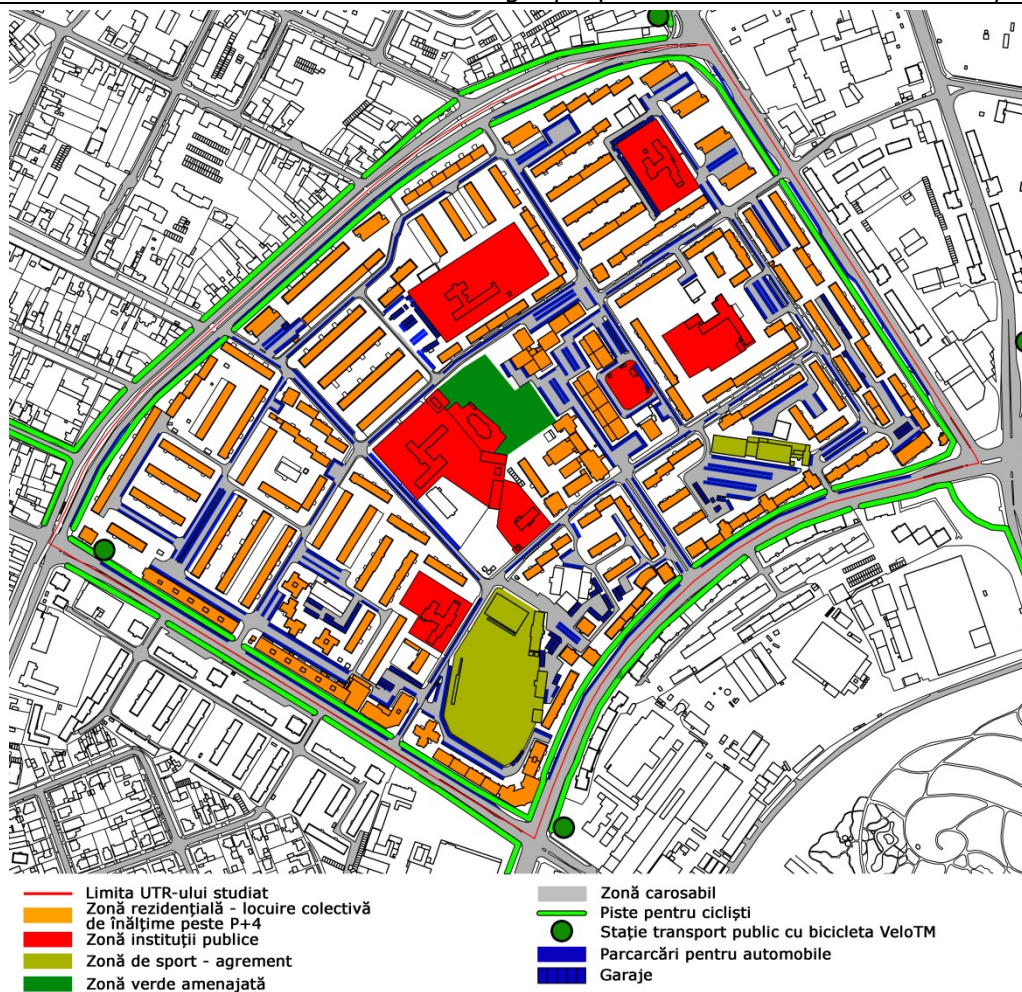 Limita UTR-ului studiat
Zonă rezidențială - locuire colectivă
de înălțime peste P+4
Zonă instituții publice
Zonă de sport - agrement
Zonă verde amenajată
Zonă carosabil
Piste pentru cicliști
Stație transport public cu bicicleta VeloTM
Parcarcări pentru automobile
Garaje